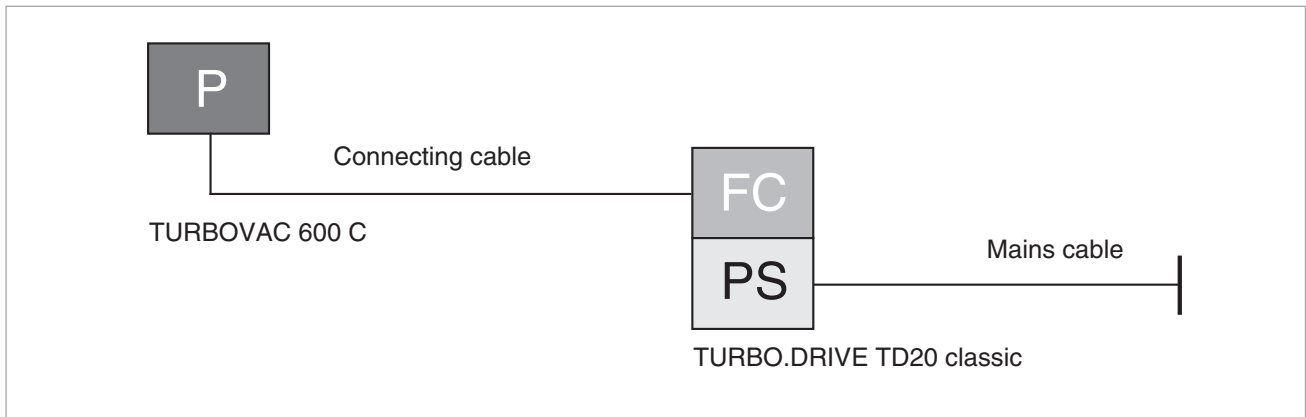 P
Connecting cable
FC
TURBOVAC 600 C
Mains cable
PS
TURBO.DRIVE TD20 classic